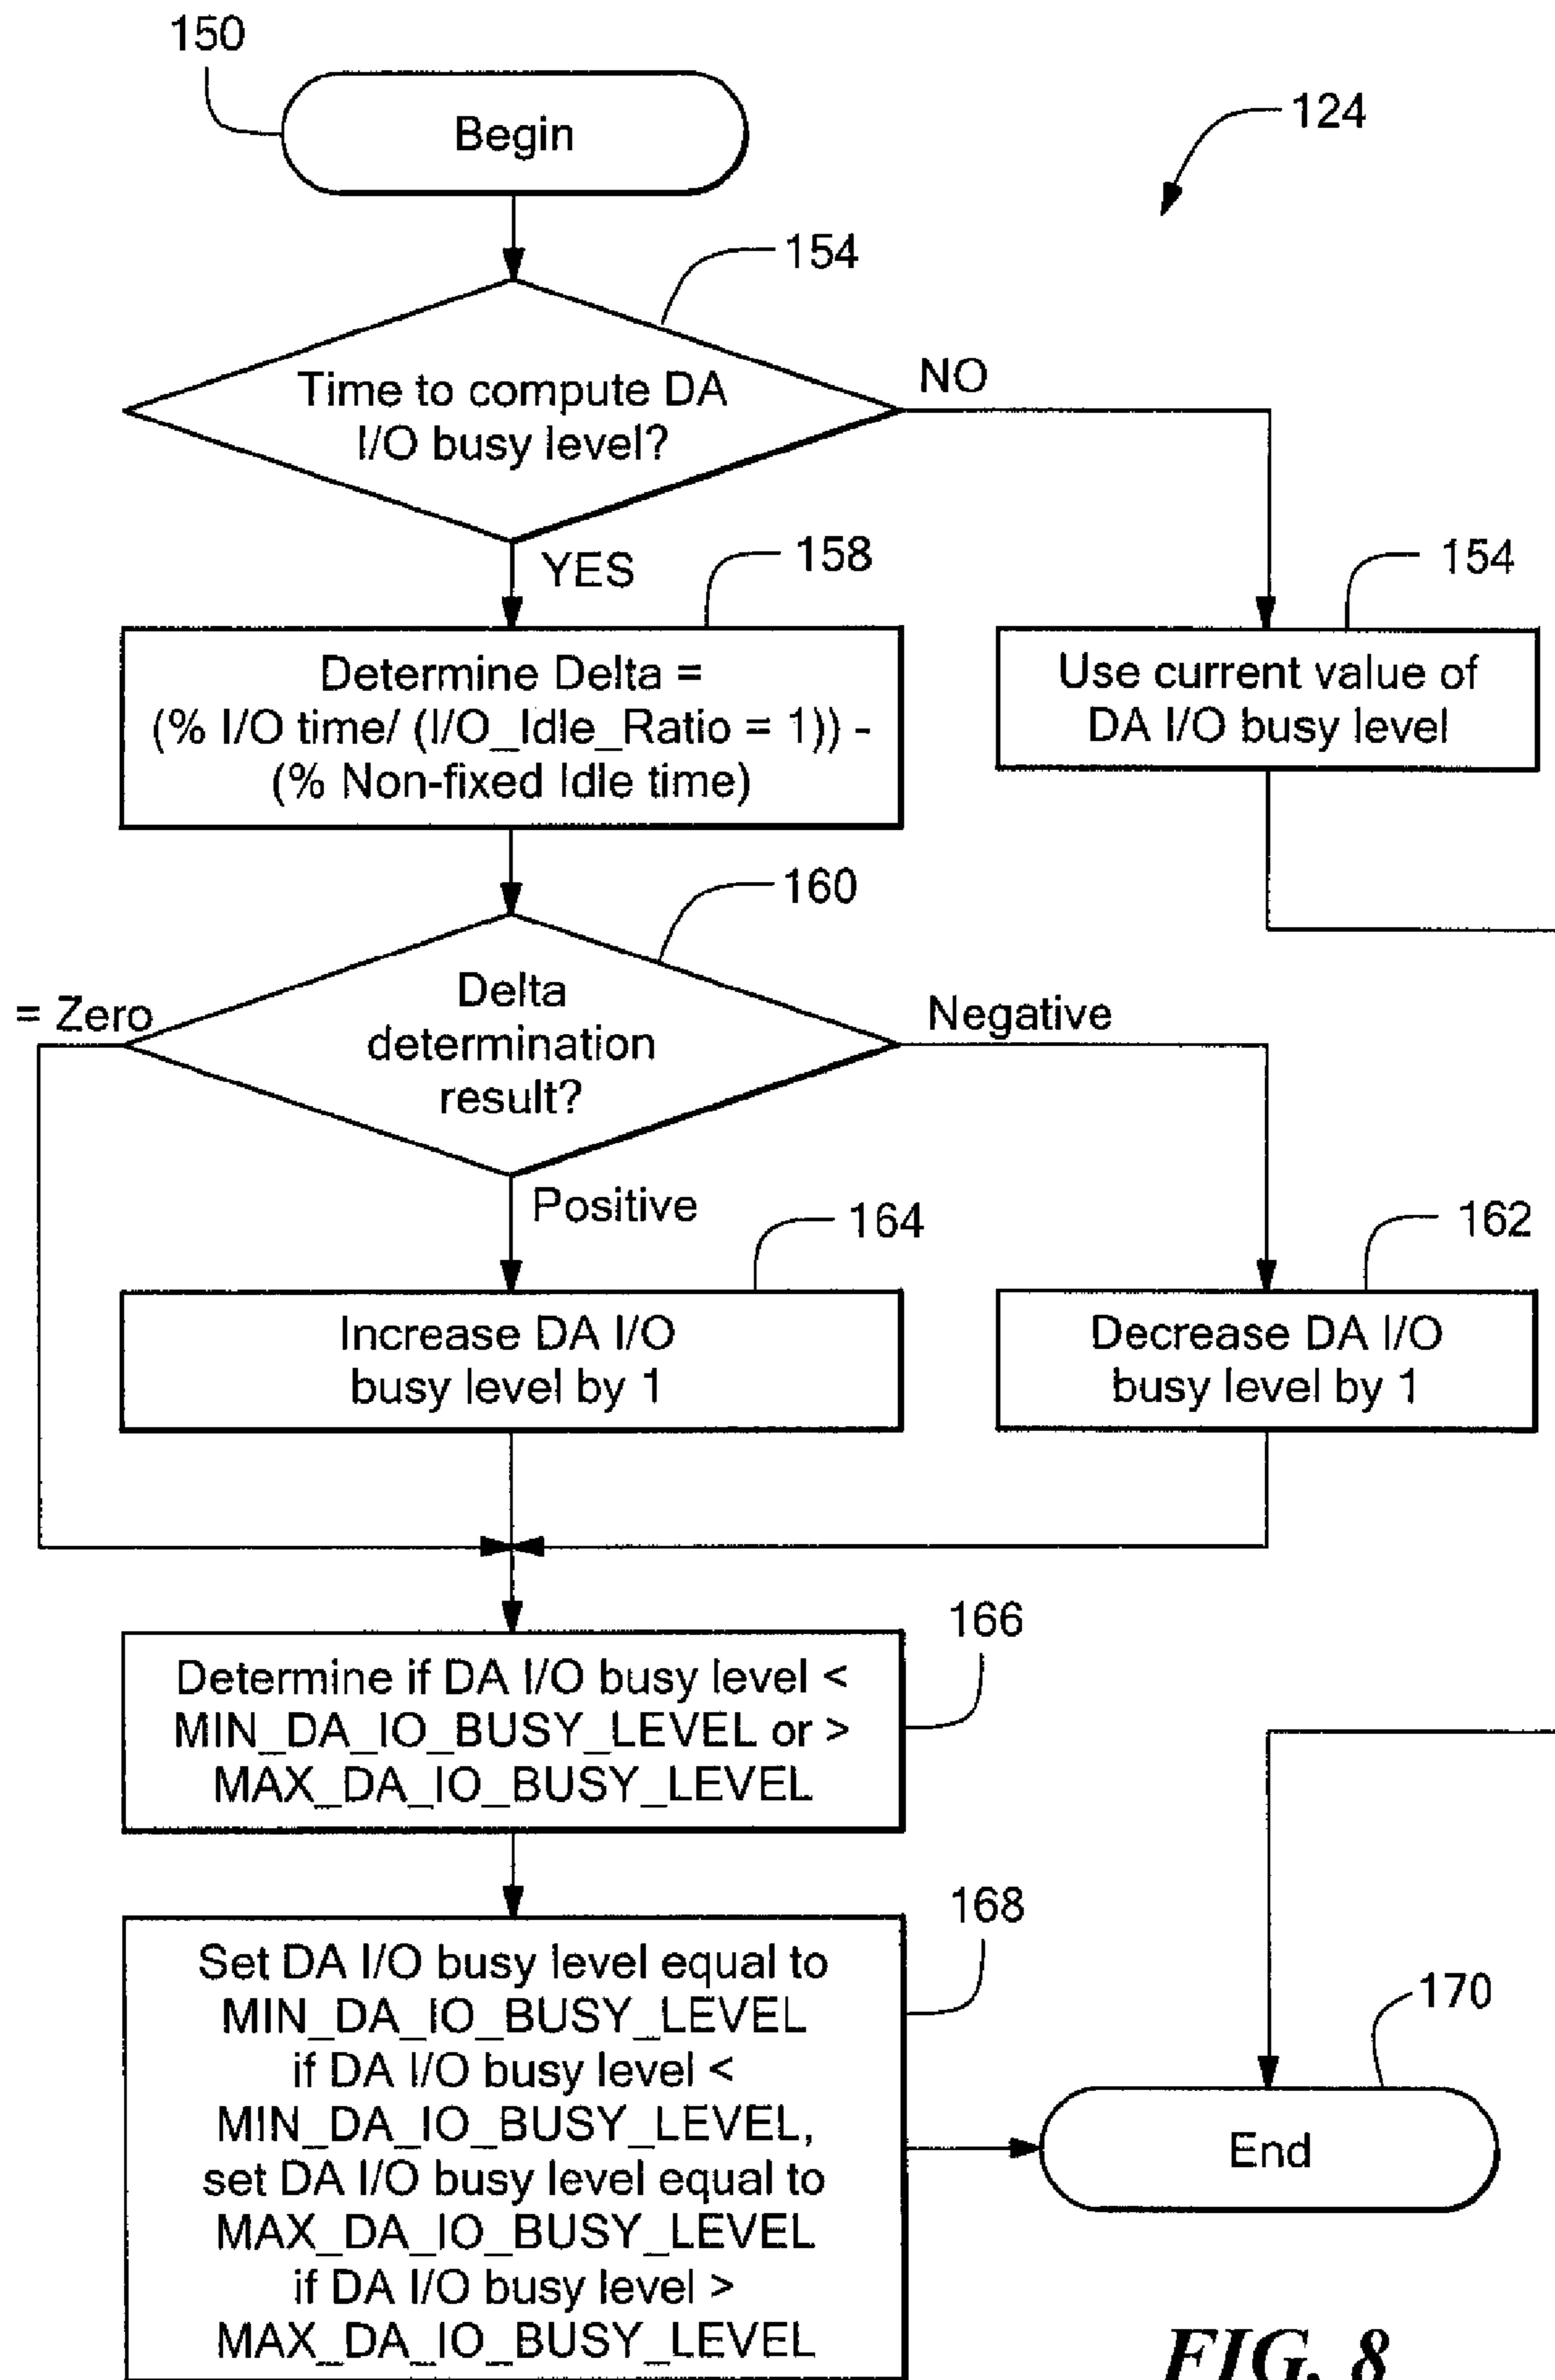 150
Begin
124
154
Time to compute DA
I/O busy level?
NO
YES
158
Determine Delta =
(% I/O time/ (I/O_Idle_Ratio = 1)) -
(% Non-fixed Idle time)
154
Use current value of
DA I/O busy level
160
Delta
determination
result?
= Zero
Negative
Positive
164
Increase DA I/O
busy level by 1
162
Decrease DA I/O
busy level by 1
166
Determine if DA I/O busy level <
MIN_DA_IO_BUSY_LEVEL or >
MAX_DA_IO_BUSY_LEVEL
168
Set DA I/O busy level equal to
MIN_DA_IO_BUSY_LEVEL
if DA I/O busy level <
MIN_DA_IO_BUSY_LEVEL,
set DA I/O busy level equal to
MAX_DA_IO_BUSY_LEVEL
if DA I/O busy level >
MAX_DA_IO_BUSY_LEVEL
170
End
FIG. 8